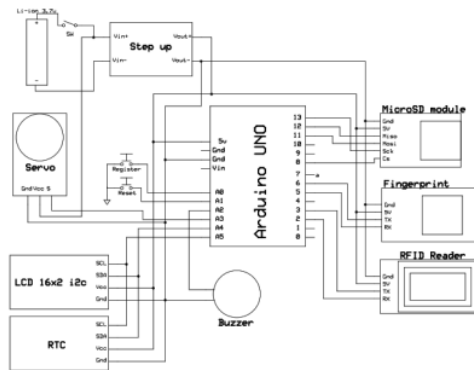 Li-ion 3.7v
SW
Vin+
Vout+
Step up
Vin-
Vout-
Servo
Gnd Vcc S
Register
Reset
5v
Gnd
Gnd
Vin
A0
A1
A2
A3
A4
A5
Arduino UNO
13
12
11
10
9
8
7
6
5
4
3
2
1
0
MicroSD module
Gnd
5V
Miso
Mosi
Sck
Cs
Fingerprint
Gnd
5V
TX
RX
RFID Reader
Gnd
5V
TX
RX
LCD 16x2 i2c
SCL
SDA
Vcc
Gnd
RTC
SCL
SDA
Vcc
Gnd
Buzzer